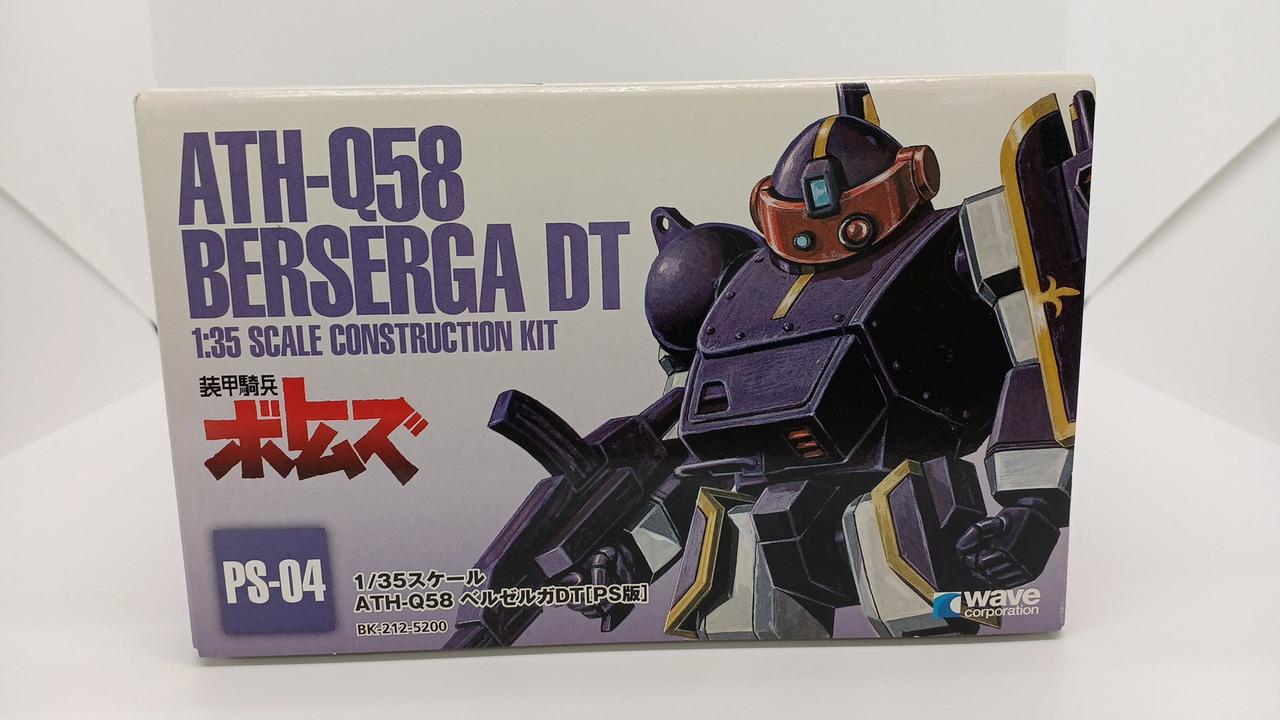 ATH-Q58
BERSERGA DT
1:35 SCALE CONSTRUCTION KIT
装甲騎兵
ボトムズ
PS-04
1/35スケール
ATH-Q58 ベルゼルガDT[PS版]
BK-212-5200
wave
corporation